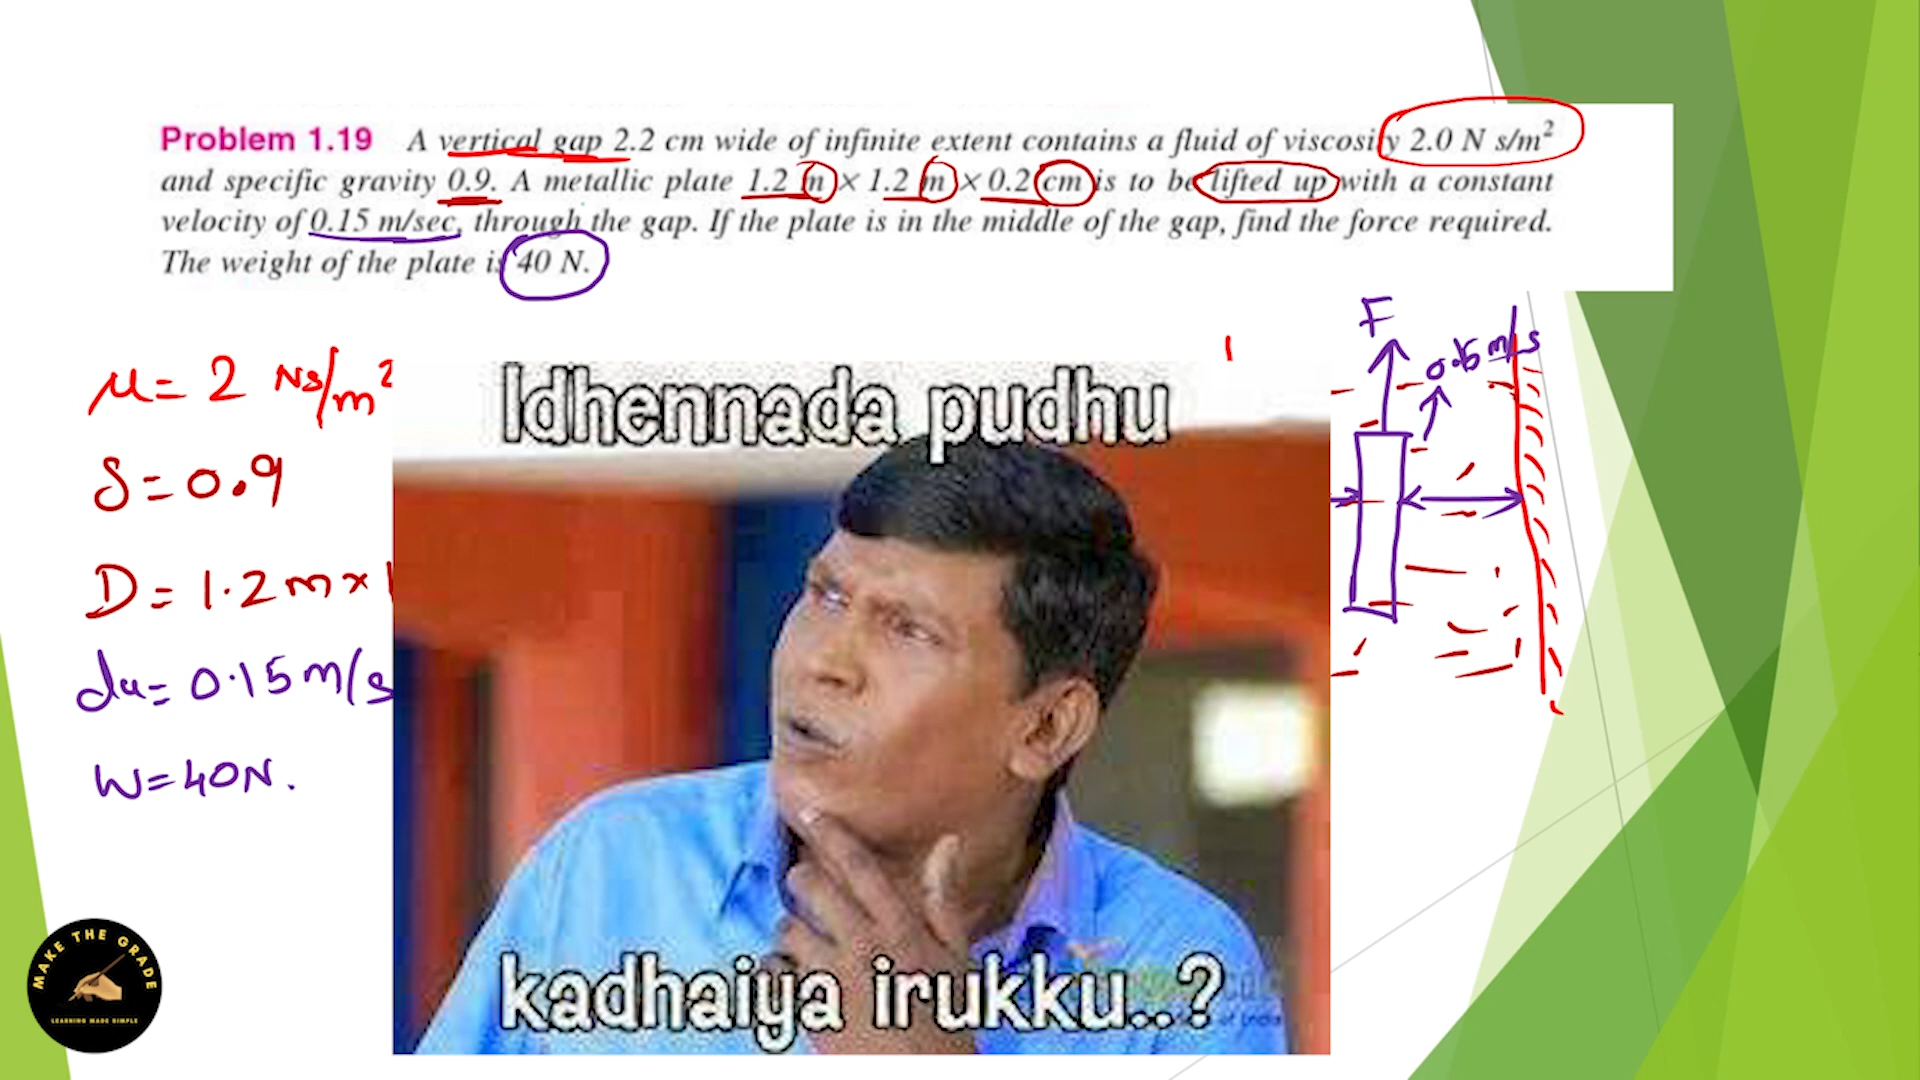 Problem 1.19 A vertical gap 2.2 cm wide of infinite extent contains a fluid of viscosity 2.0 N s/m²
and specific gravity 0.9. A metallic plate 1.2 m × 1.2 m × 0.2 cm is to be lifted up with a constant
velocity of 0.15 m/sec, through the gap. If the plate is in the middle of the gap, find the force required.
The weight of the plate is 40 N.
F
0.15 m/s
μ = 2 Ns/m²
S = 0.9
D = 1.2 m x 1
du = 0.15 m/s
W = 40N.
Idhennada pudhu
kadhaiya irukku..?
MAKE THE GRADE
LEARNING MADE SIMPLE